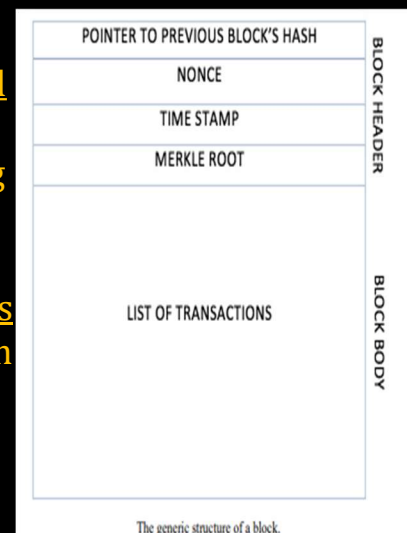 POINTER TO PREVIOUS BLOCK'S HASH
NONCE
TIME STAMP
MERKLE ROOT
BLOCK HEADER
LIST OF TRANSACTIONS
BLOCK BODY
The generic structure of a block.